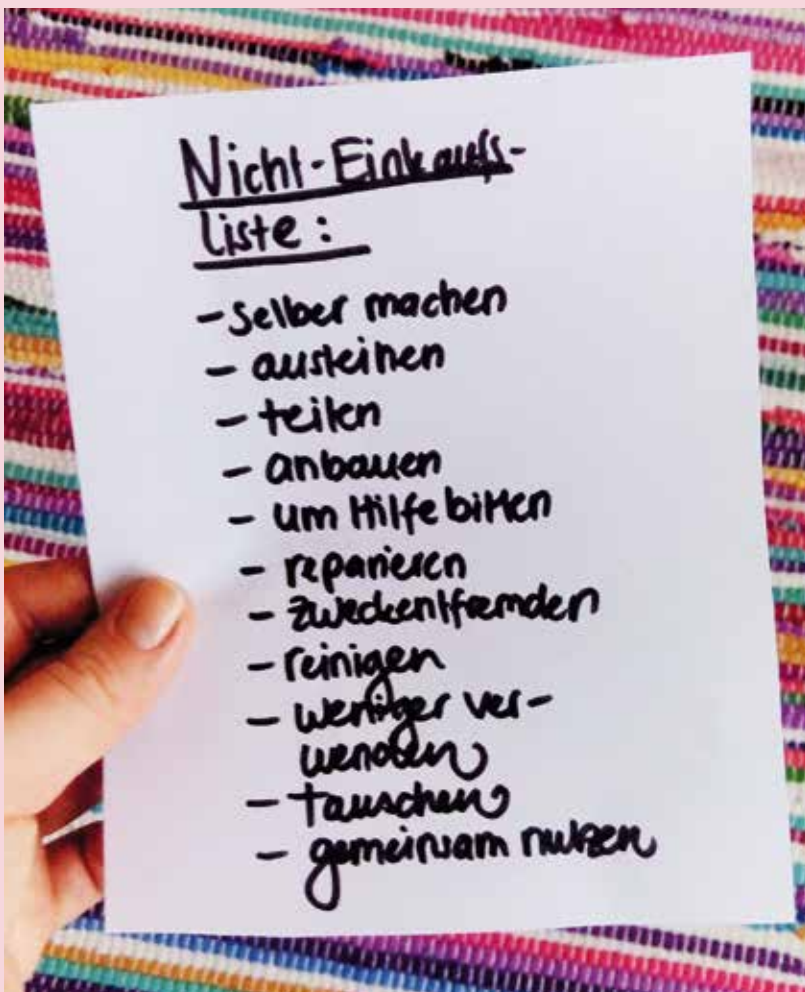 Nicht-Einkaufs-
liste:
- selber machen
- ausleihen
- teilen
- anbauen
- um Hilfe bitten
- reparieren
- zweckentfremden
- reinigen
- weniger ver-
wenden
- tauschen
- gemeinsam nutzen